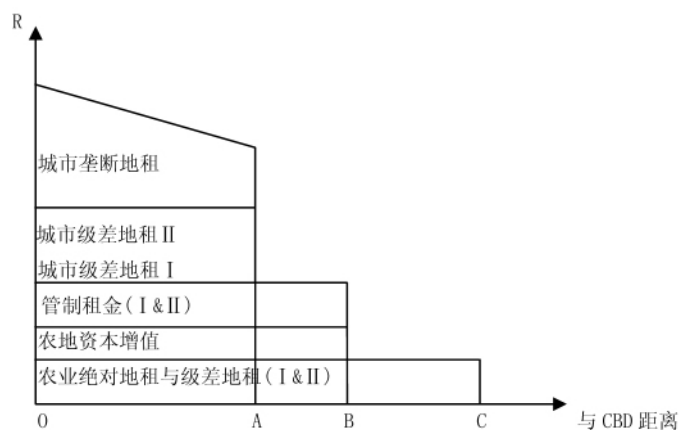 R
城市垄断地租
城市级差地租Ⅱ
城市级差地租Ⅰ
管制租金(Ⅰ&Ⅱ)
农地资本增值
农业绝对地租与级差地租(Ⅰ&Ⅱ)
O A B C 与 CBD 距离